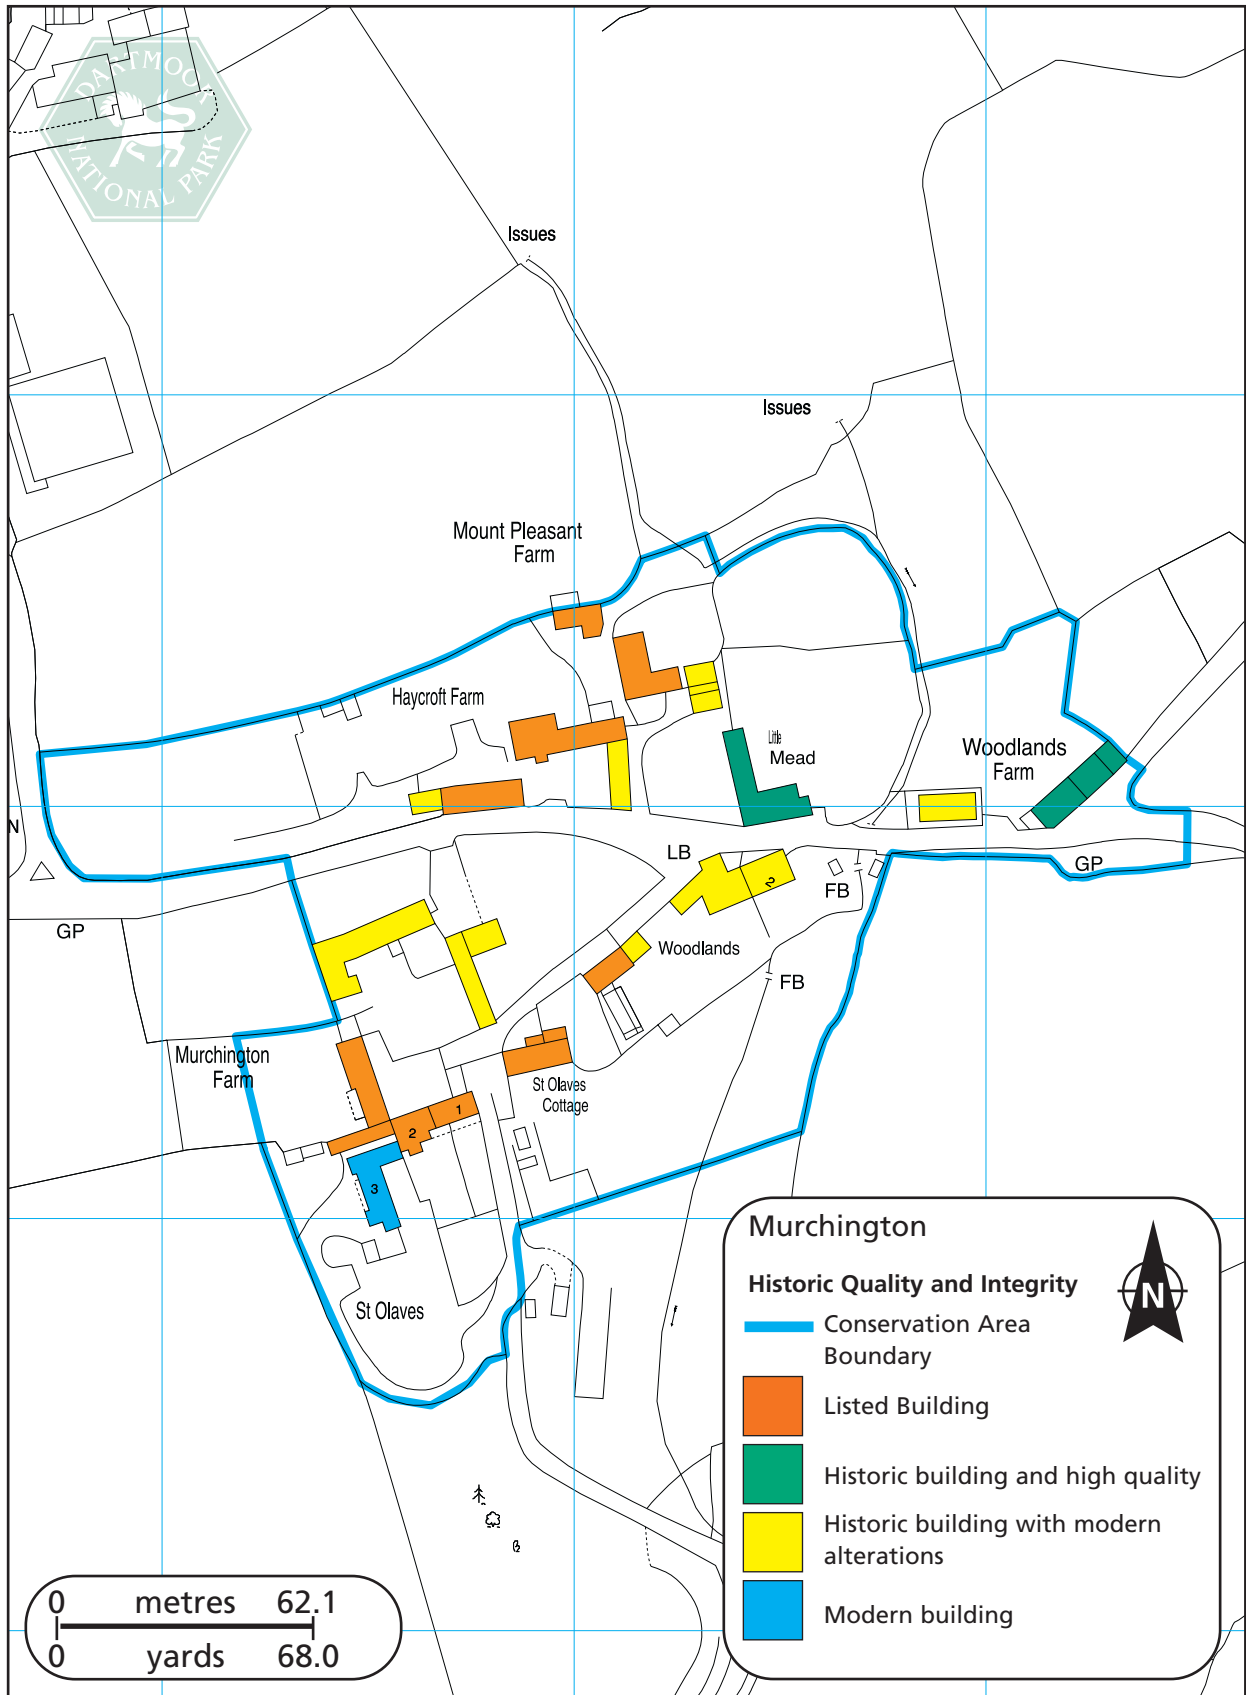 DARTMOOR
NATIONAL PARK
Issues
Issues
Mount Pleasant
Farm
Haycroft Farm
Little
Mead
Woodlands
Farm
N
LB
GP
2
FB
GP
Woodlands
FB
Murchington
Farm
St Olaves
Cottage
1
2
3
St Olaves
Murchington
Historic Quality and Integrity
N
Conservation Area
Boundary
Listed Building
Historic building and high quality
Historic building with modern
alterations
Modern building
0 metres 62.1
0 yards 68.0